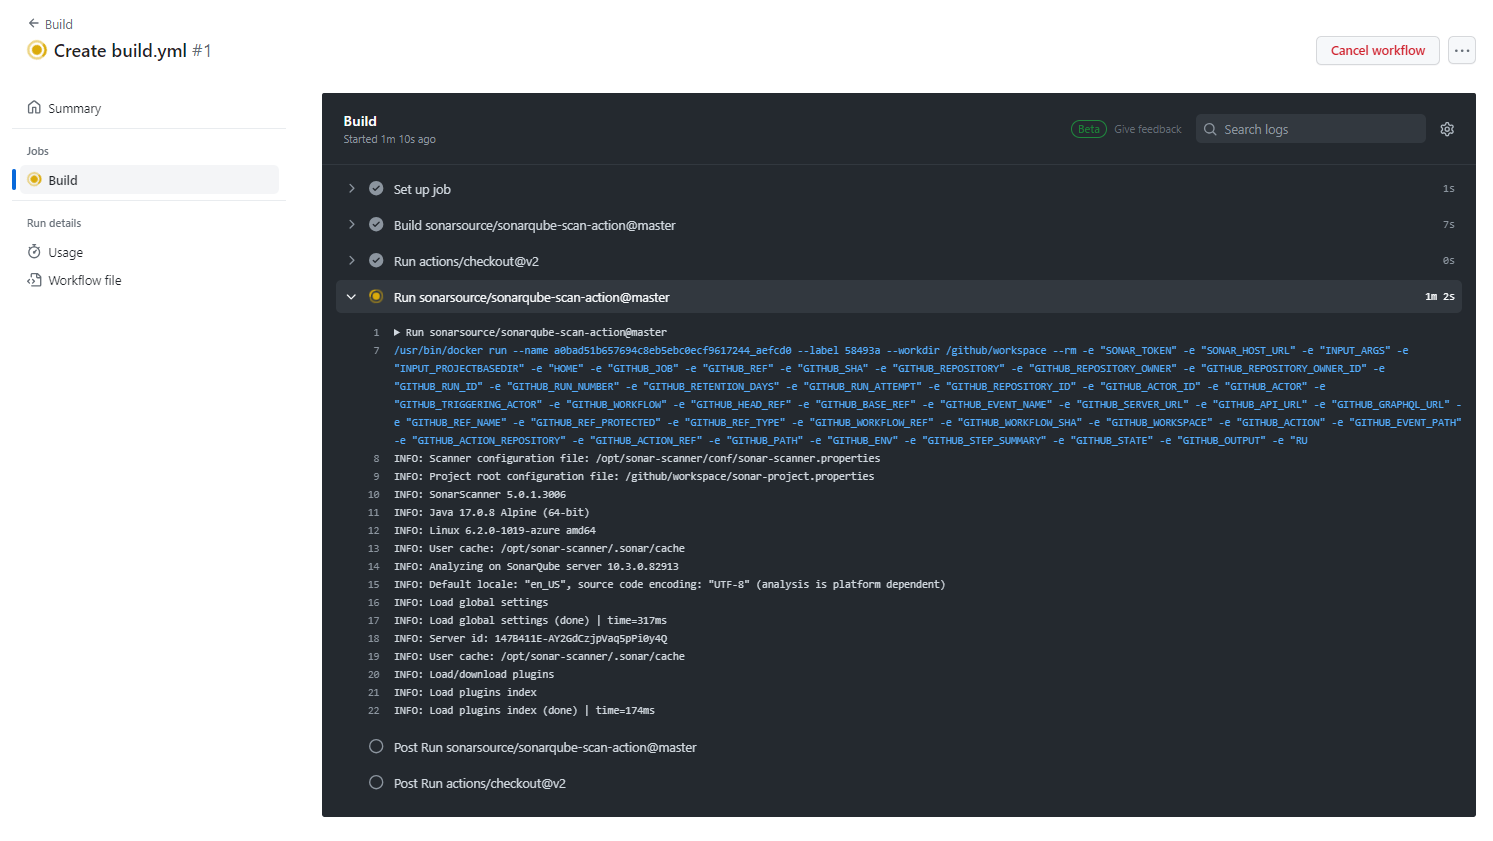 Build
Create build.yml #1
Cancel workflow
Summary
Jobs
Build
Run details
Usage
Workflow file
Build
Started 1m 10s ago
Beta
Give feedback
Search logs
Set up job 1s
Build sonarsource/sonarqube-scan-action@master 7s
Run actions/checkout@v2 0s
Run sonarsource/sonarqube-scan-action@master 1m 2s
1 Run sonarsource/sonarqube-scan-action@master
7 /usr/bin/docker run --name a0bad51b657694c8eb5ebc0ecf9617244_aefcd0 --label 58493a --workdir /github/workspace --rm -e "SONAR_TOKEN" -e "SONAR_HOST_URL" -e "INPUT_ARGS" -e
"INPUT_PROJECTBASEDIR" -e "HOME" -e "GITHUB_JOB" -e "GITHUB_REF" -e "GITHUB_SHA" -e "GITHUB_REPOSITORY" -e "GITHUB_REPOSITORY_OWNER" -e "GITHUB_REPOSITORY_OWNER_ID" -e
"GITHUB_RUN_ID" -e "GITHUB_RUN_NUMBER" -e "GITHUB_RETENTION_DAYS" -e "GITHUB_RUN_ATTEMPT" -e "GITHUB_REPOSITORY_ID" -e "GITHUB_ACTOR_ID" -e "GITHUB_ACTOR" -e
"GITHUB_TRIGGERING_ACTOR" -e "GITHUB_WORKFLOW" -e "GITHUB_HEAD_REF" -e "GITHUB_BASE_REF" -e "GITHUB_EVENT_NAME" -e "GITHUB_SERVER_URL" -e "GITHUB_API_URL" -e "GITHUB_GRAPHQL_URL" -
e "GITHUB_REF_NAME" -e "GITHUB_REF_PROTECTED" -e "GITHUB_REF_TYPE" -e "GITHUB_WORKFLOW_REF" -e "GITHUB_WORKFLOW_SHA" -e "GITHUB_WORKSPACE" -e "GITHUB_ACTION" -e "GITHUB_EVENT_PATH"
-e "GITHUB_ACTION_REPOSITORY" -e "GITHUB_ACTION_REF" -e "GITHUB_PATH" -e "GITHUB_ENV" -e "GITHUB_STEP_SUMMARY" -e "GITHUB_STATE" -e "GITHUB_OUTPUT" -e "RU
8 INFO: Scanner configuration file: /opt/sonar-scanner/conf/sonar-scanner.properties
9 INFO: Project root configuration file: /github/workspace/sonar-project.properties
10 INFO: SonarScanner 5.0.1.3006
11 INFO: Java 17.0.8 Alpine (64-bit)
12 INFO: Linux 6.2.0-1019-azure amd64
13 INFO: User cache: /opt/sonar-scanner/.sonar/cache
14 INFO: Analyzing on SonarQube server 10.3.0.82913
15 INFO: Default locale: "en_US", source code encoding: "UTF-8" (analysis is platform dependent)
16 INFO: Load global settings
17 INFO: Load global settings (done) | time=317ms
18 INFO: Server id: 147B411E-AY2GdCzjpVaq5pPi0y4Q
19 INFO: User cache: /opt/sonar-scanner/.sonar/cache
20 INFO: Load/download plugins
21 INFO: Load plugins index
22 INFO: Load plugins index (done) | time=174ms
Post Run sonarsource/sonarqube-scan-action@master
Post Run actions/checkout@v2